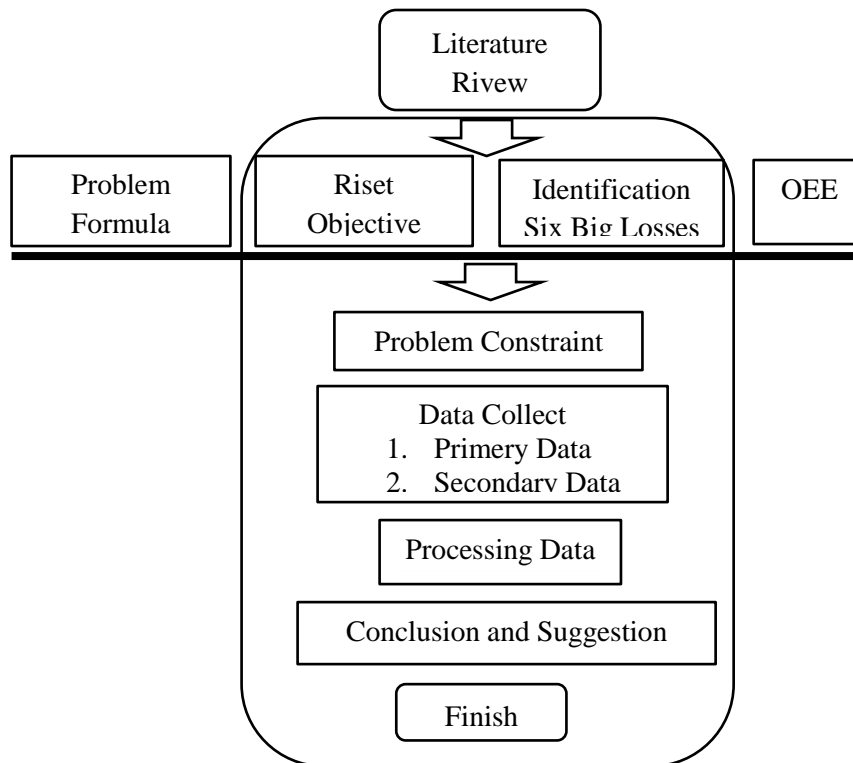 Literature
Rivew
Problem
Formula
Riset
Objective
Identification
Six Big Losses
OEE
Problem Constraint
Data Collect
1. Primery Data
2. Secondary Data
Processing Data
Conclusion and Suggestion
Finish